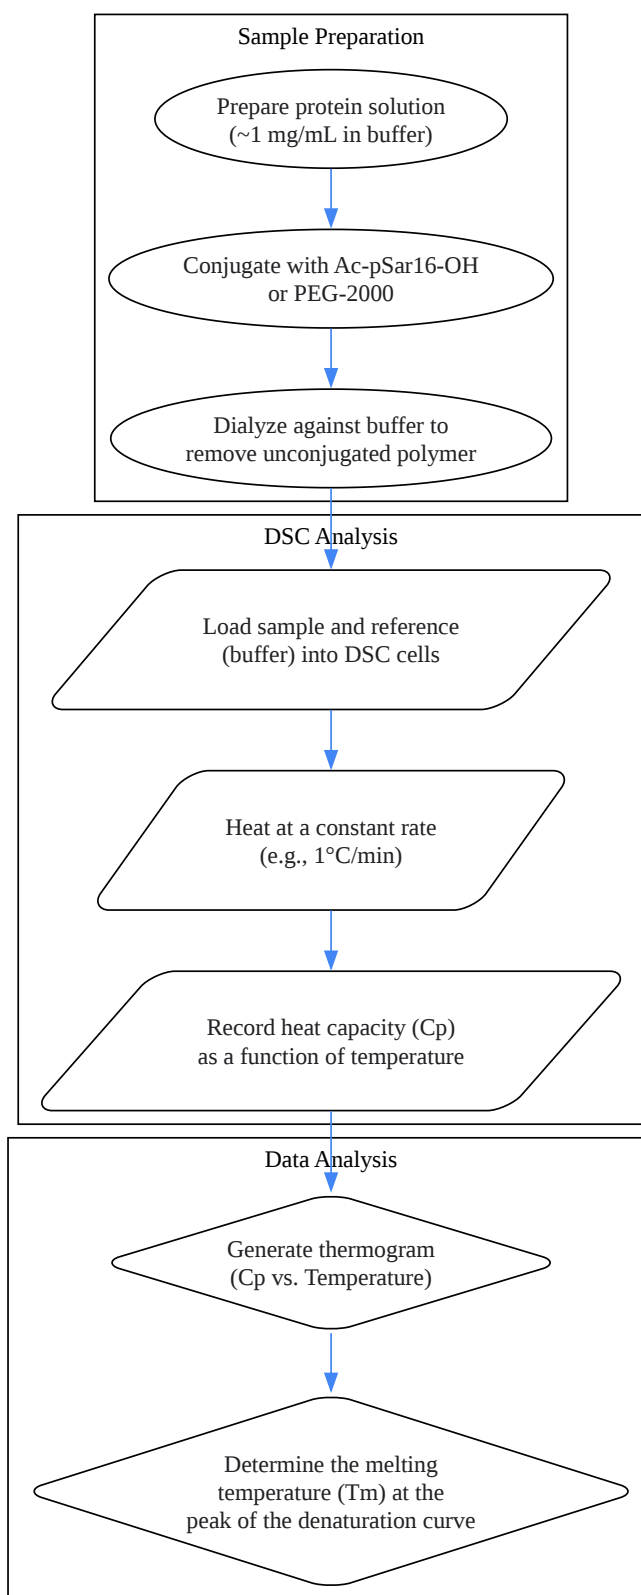 Sample Preparation
Prepare protein solution
(~1 mg/mL in buffer)
Conjugate with Ac-pSar16-OH
or PEG-2000
Dialyze against buffer to
remove unconjugated polymer
DSC Analysis
Load sample and reference
(buffer) into DSC cells
Heat at a constant rate
(e.g., 1°C/min)
Record heat capacity (Cp)
as a function of temperature
Data Analysis
Generate thermogram
(Cp vs. Temperature)
Determine the melting
temperature (Tm) at the
peak of the denaturation curve